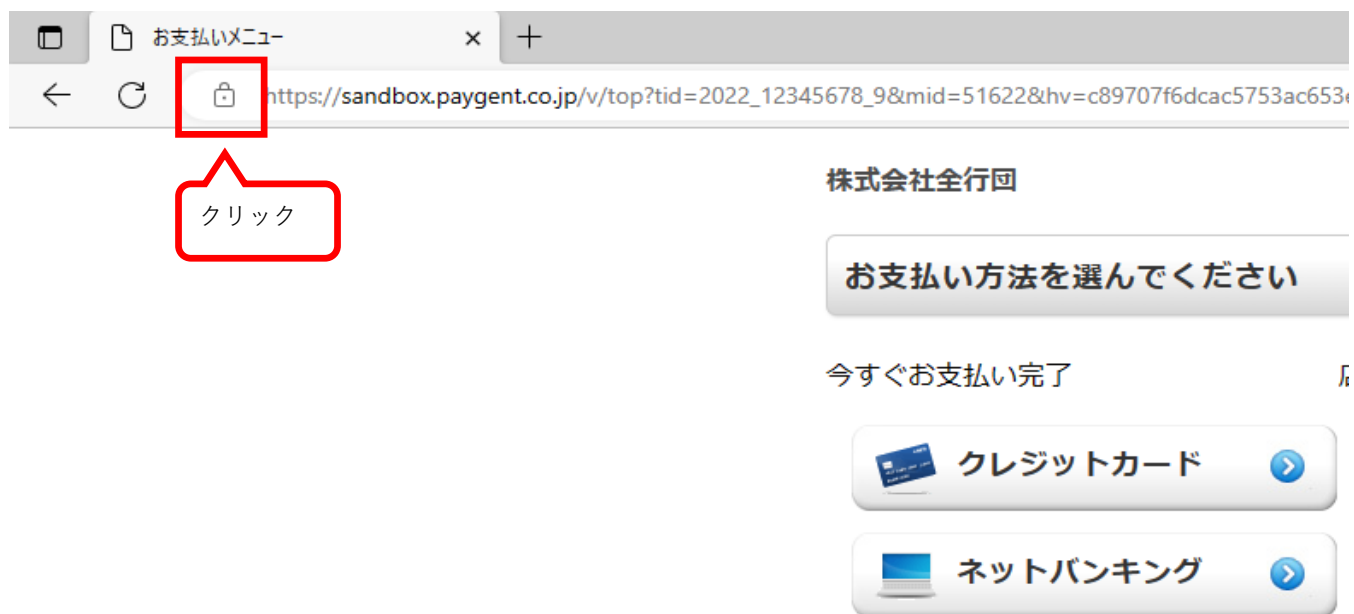 お支払いメニュー
https://sandbox.paygent.co.jp/v/top?tid=2022_12345678_9&mid=51622&hv=c89707f6dcac5753ac653e
クリック
株式会社全行団
お支払い方法を選んでください
今すぐお支払い完了
クレジットカード
ネットバンキング